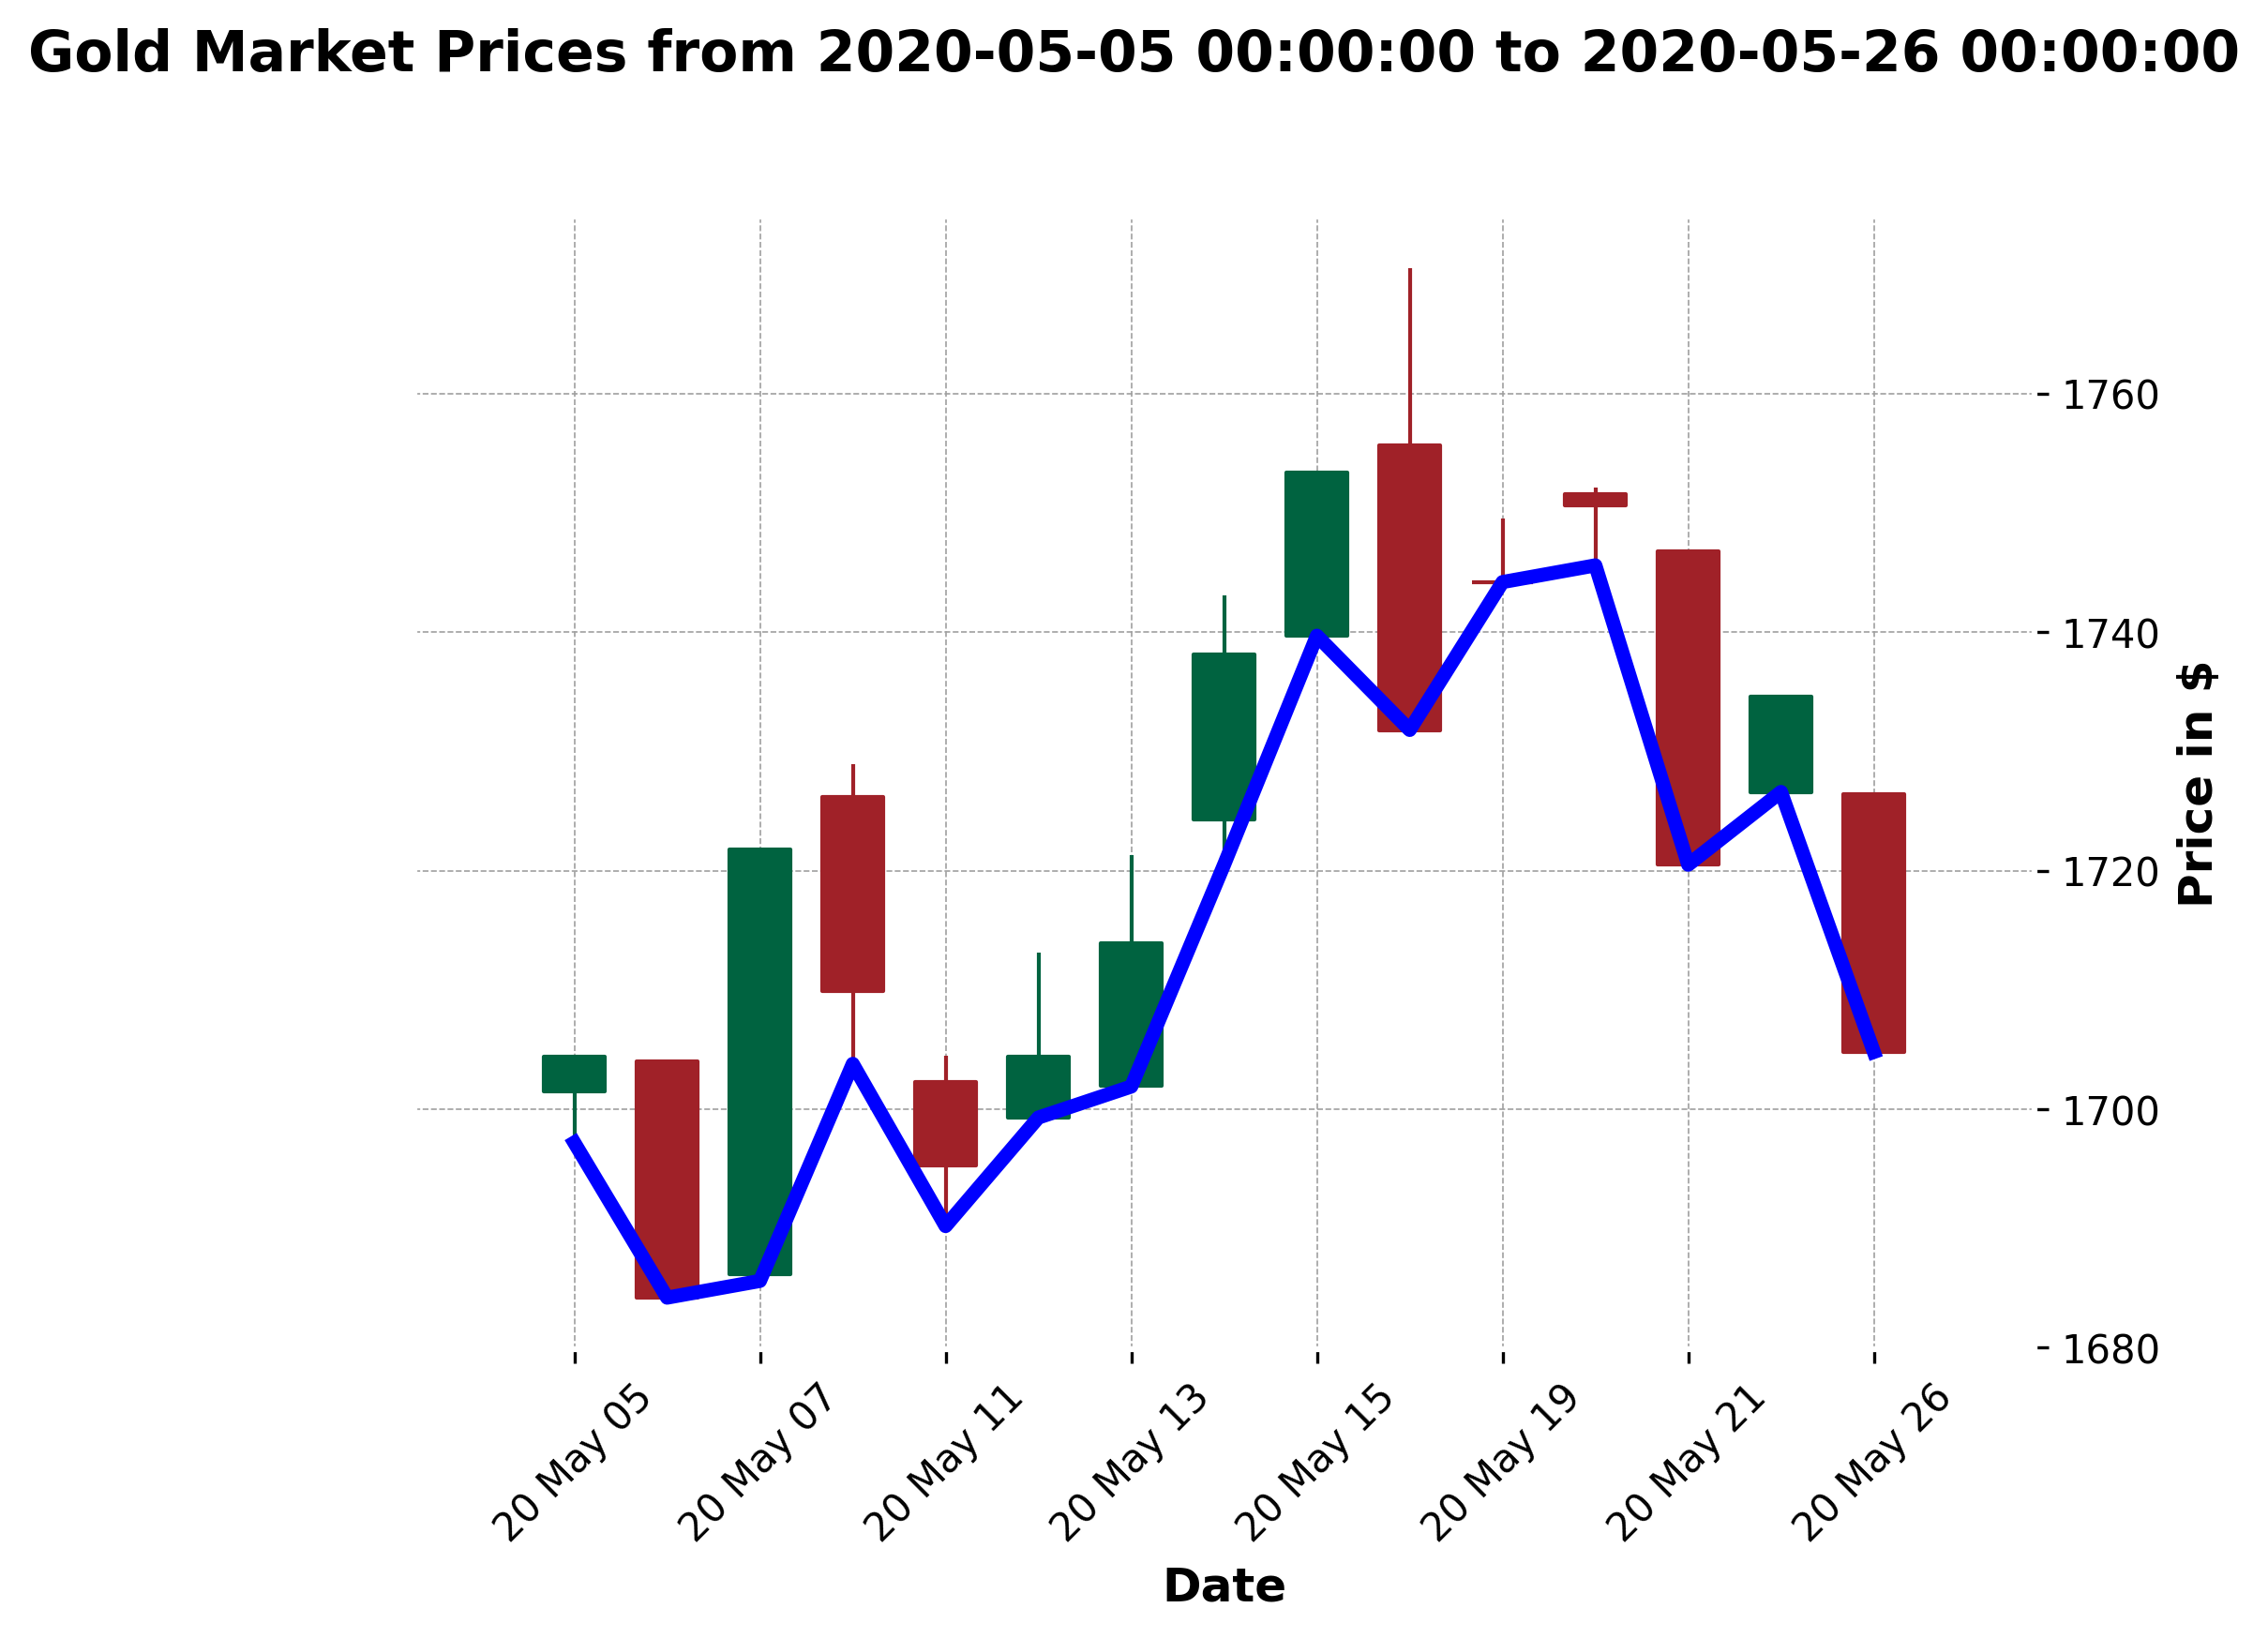 Gold Market Prices from 2020-05-05 00:00:00 to 2020-05-26 00:00:00
1760
1740
1720
1700
1680
Price in $
20 May 05
20 May 07
20 May 11
20 May 13
20 May 15
20 May 19
20 May 21
20 May 26
Date